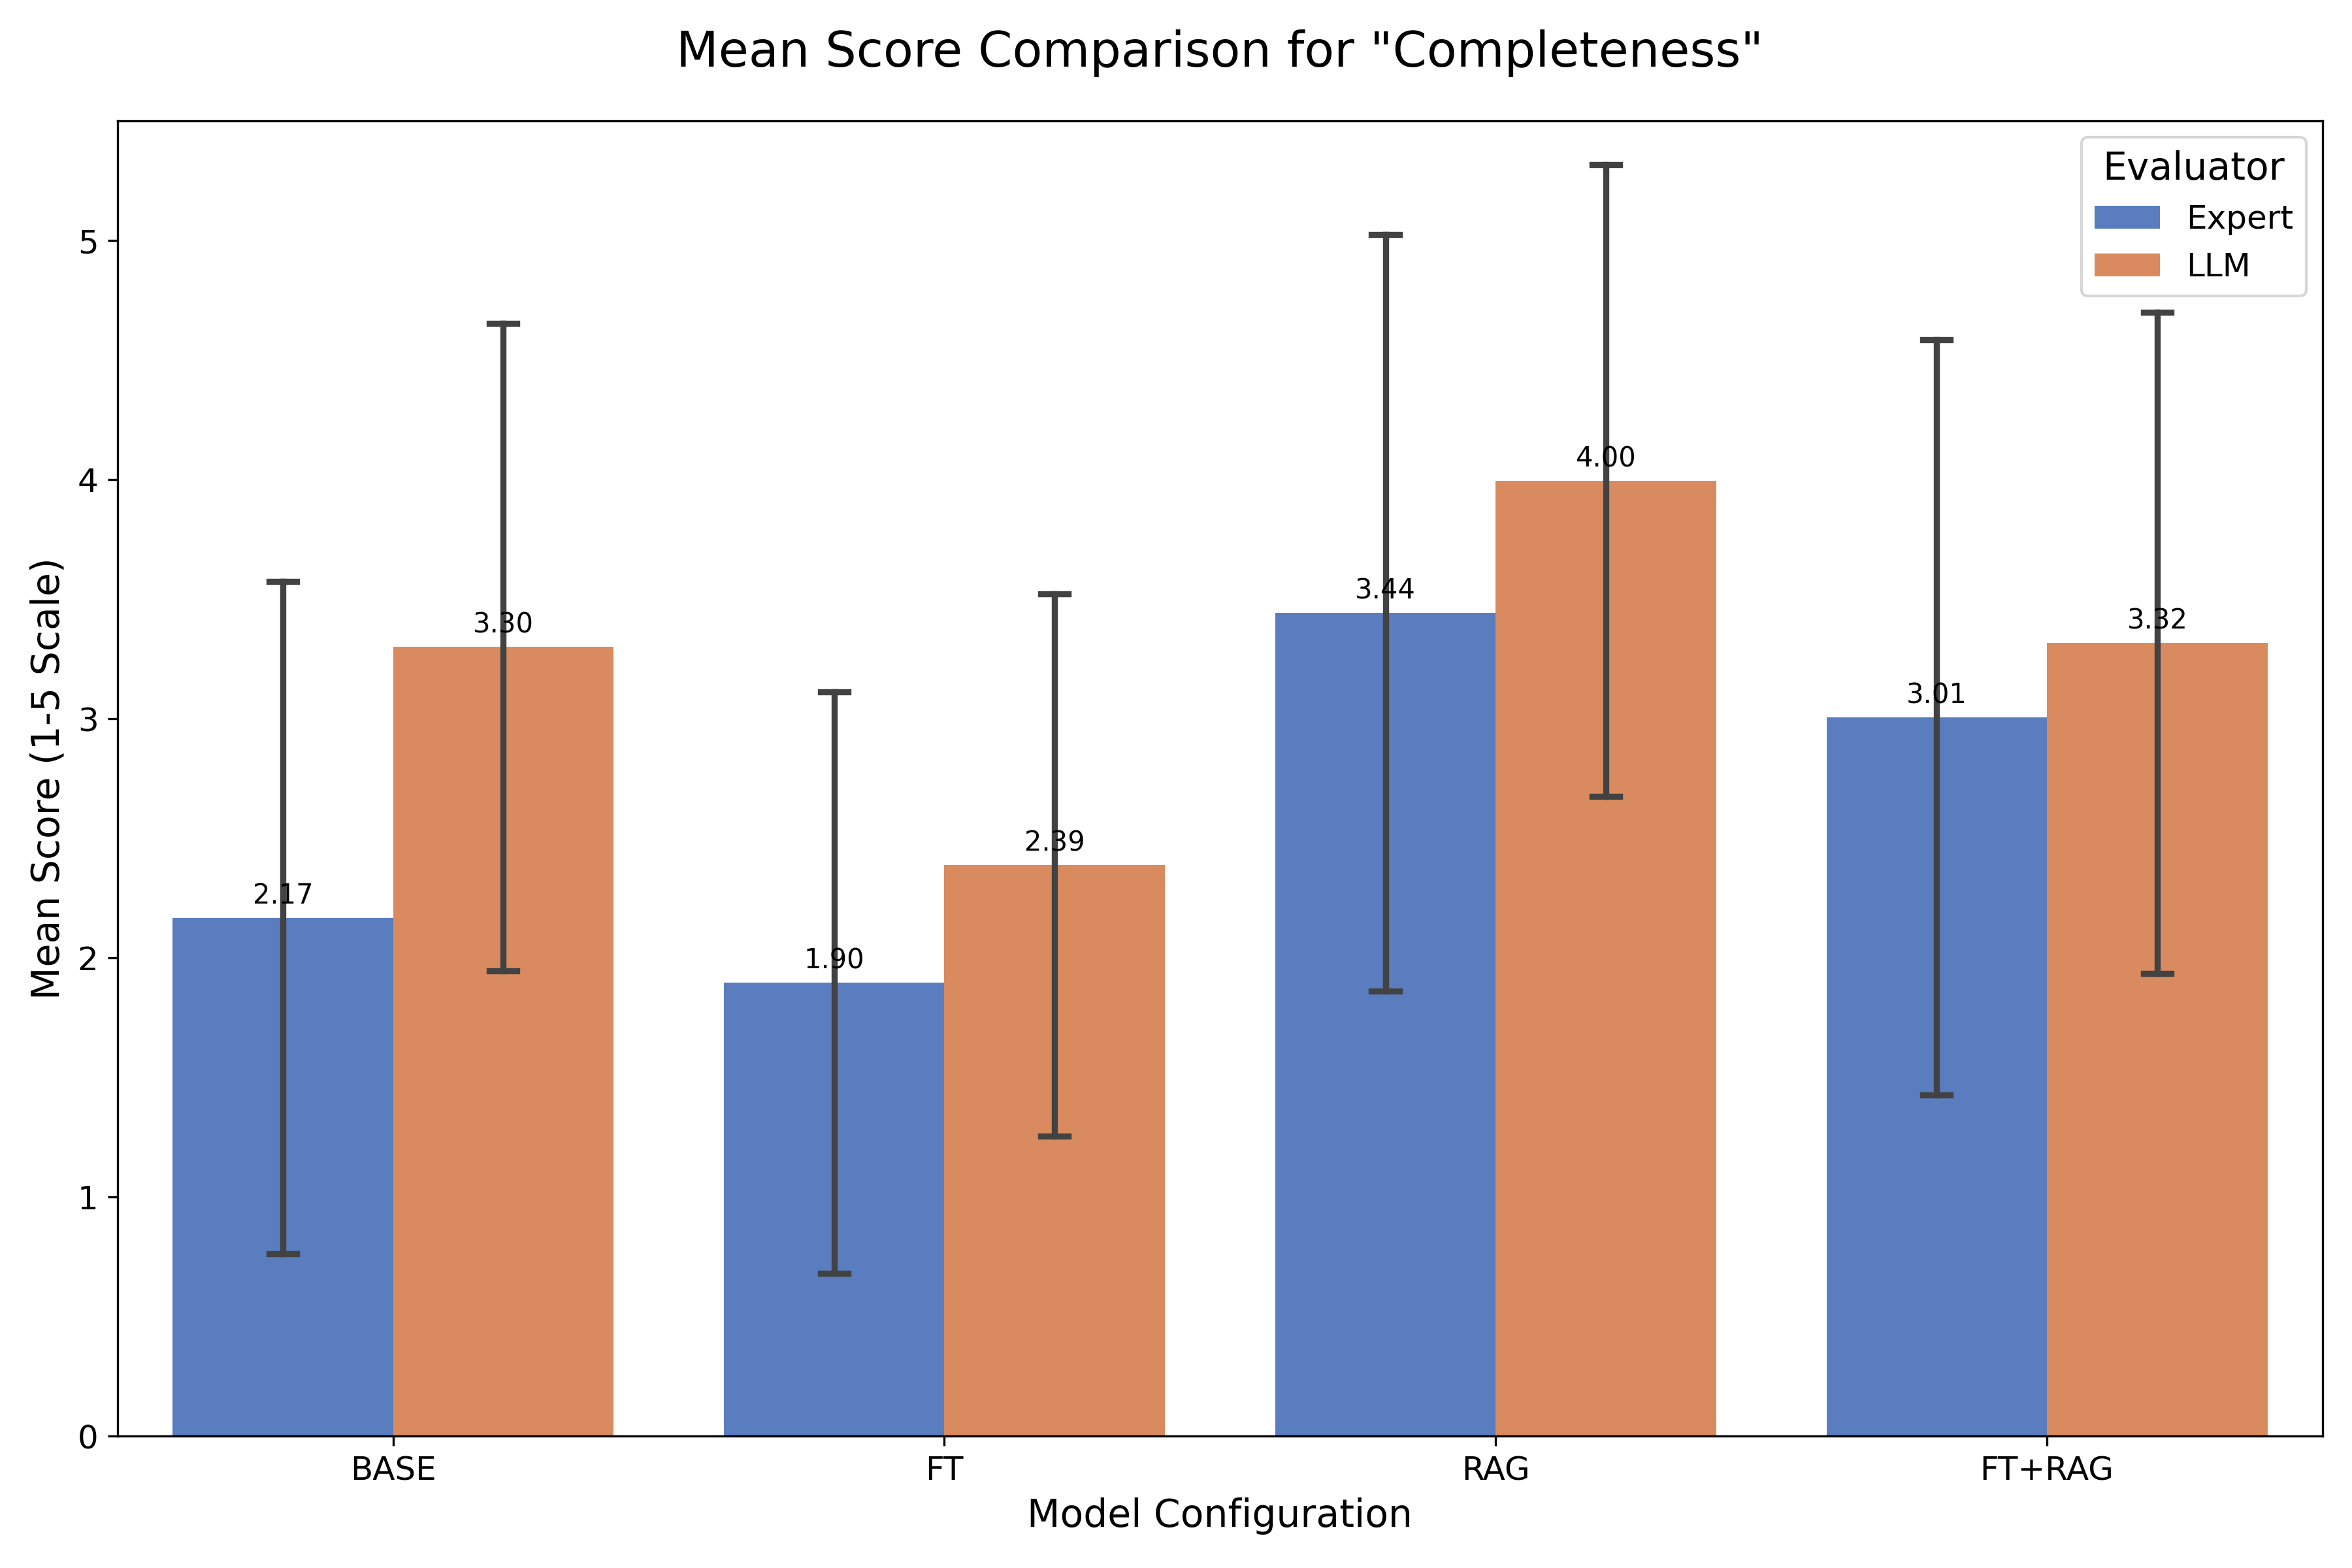 Mean Score Comparison for "Completeness"
Evaluator
Expert
LLM
Mean Score (1-5 Scale)
5
4
3
2
1
0
2.17
3.30
1.90
2.39
3.44
4.00
3.01
3.32
BASE
FT
RAG
FT+RAG
Model Configuration